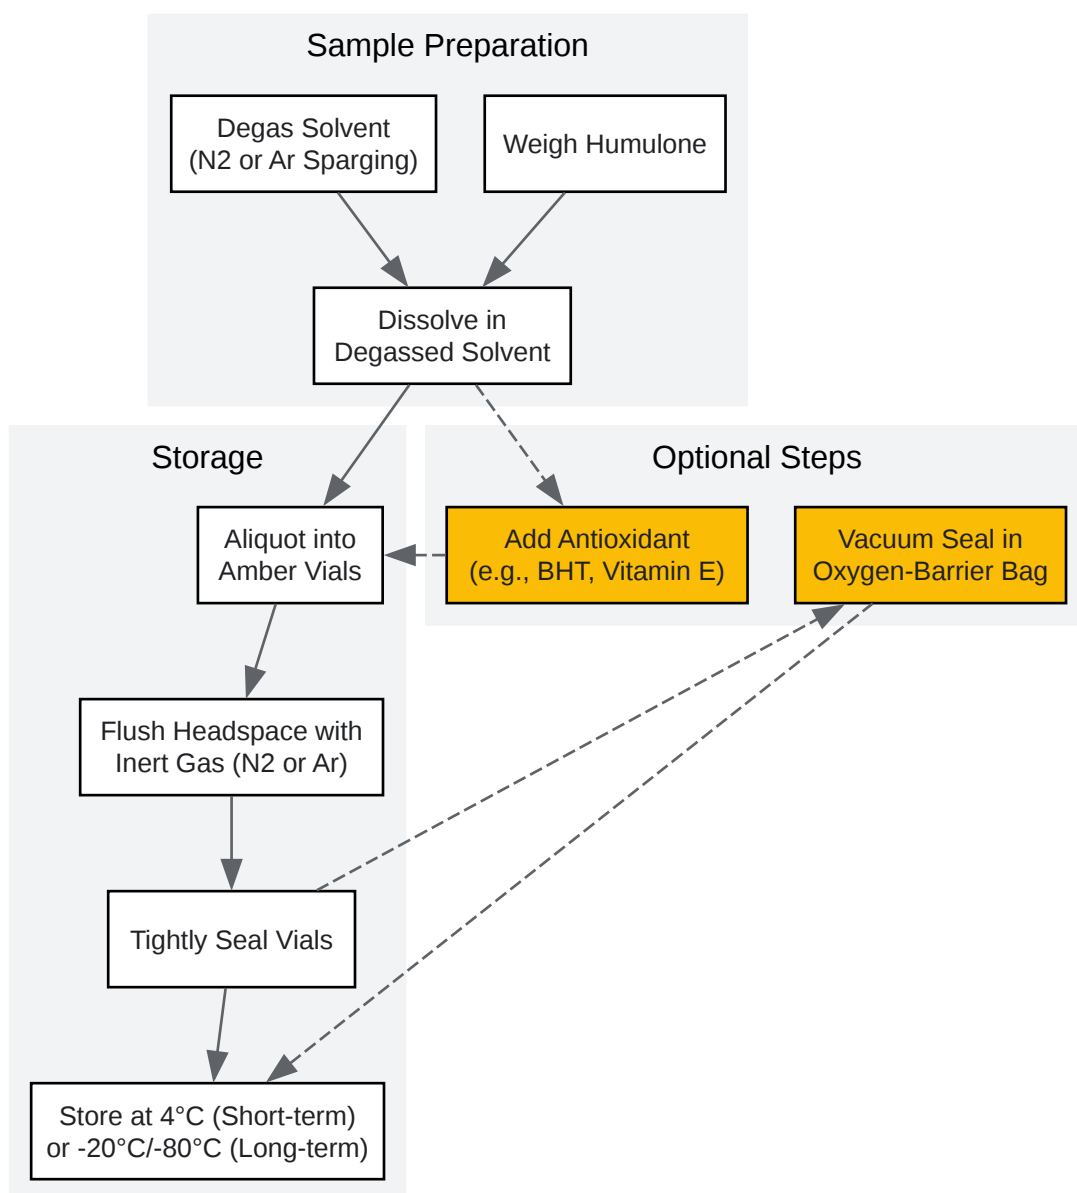 Sample Preparation
Degas Solvent
(N2 or Ar Sparging)
Weigh Humulone
Dissolve in
Degassed Solvent
Storage
Optional Steps
Aliquot into
Amber Vials
Add Antioxidant
(e.g., BHT, Vitamin E)
Vacuum Seal in
Oxygen-Barrier Bag
Flush Headspace with
Inert Gas (N2 or Ar)
Tightly Seal Vials
Store at 4°C (Short-term)
or -20°C/-80°C (Long-term)